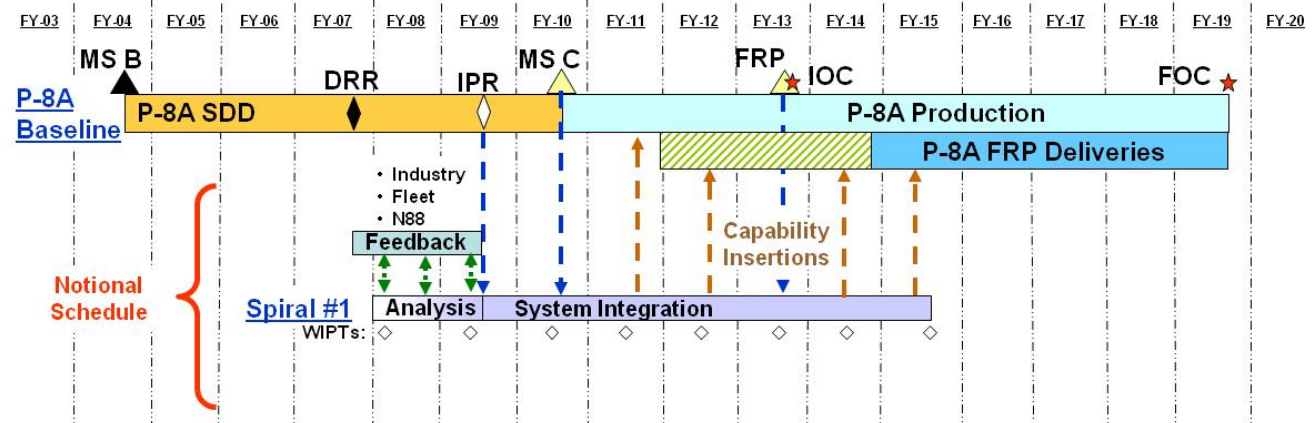 FY-03 FY-04 FY-05 FY-06 FY-07 FY-08 FY-09 FY-10 FY-11 FY-12 FY-13 FY-14 FY-15 FY-16 FY-17 FY-18 FY-19 FY-20
MS B
DRR
IPR
MS C
FRP
IOC
FOC
P-8A
Baseline
P-8A SDD
P-8A Production
P-8A FRP Deliveries
• Industry
• Fleet
• N88
Feedback
Capability
Insertions
Notional
Schedule
Spiral #1
Analysis
System Integration
WIPTs: